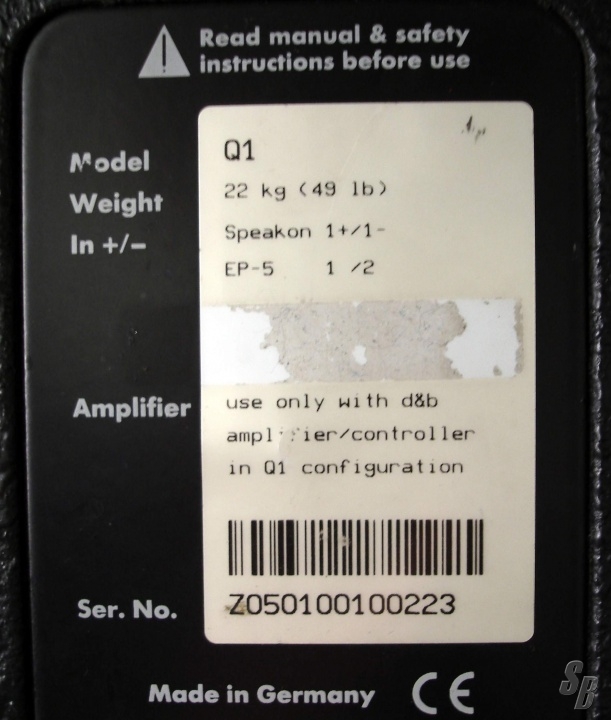 Read manual & safety
instructions before use
Model Q1
Weight 22 kg (49 lb)
In +/− Speakon 1+/1-
EP-5 1 /2
Amplifier use only with d&b
amplifier/controller
in Q1 configuration
Ser. No. Z050100100223
Made in Germany CE
SB